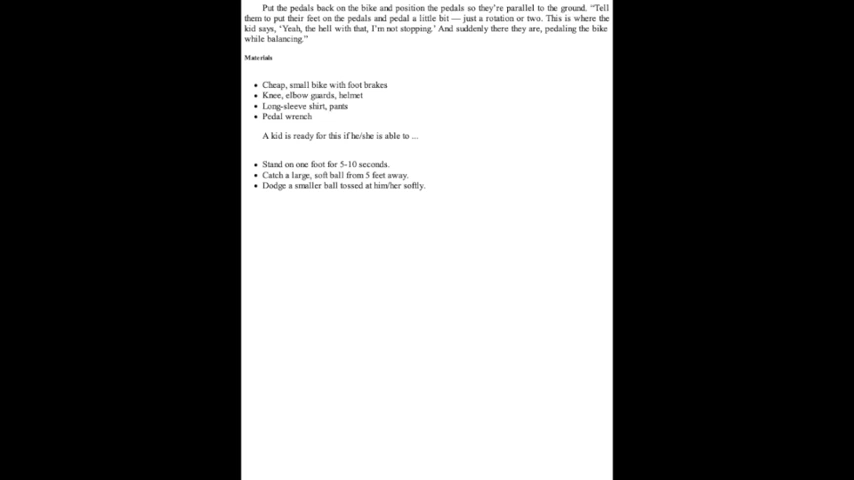 Put the pedals back on the bike and position the pedals so they're parallel to the ground. "Tell
them to put their feet on the pedals and pedal a little bit — just a rotation or two. This is where the
kid says, 'Yeah, the hell with that, I'm not stopping.' And suddenly there they are, pedaling the bike
while balancing."
Materials
• Cheap, small bike with foot brakes
• Knee, elbow guards, helmet
• Long-sleeve shirt, pants
• Pedal wrench
A kid is ready for this if he/she is able to ...
• Stand on one foot for 5-10 seconds.
• Catch a large, soft ball from 5 feet away.
• Dodge a smaller ball tossed at him/her softly.